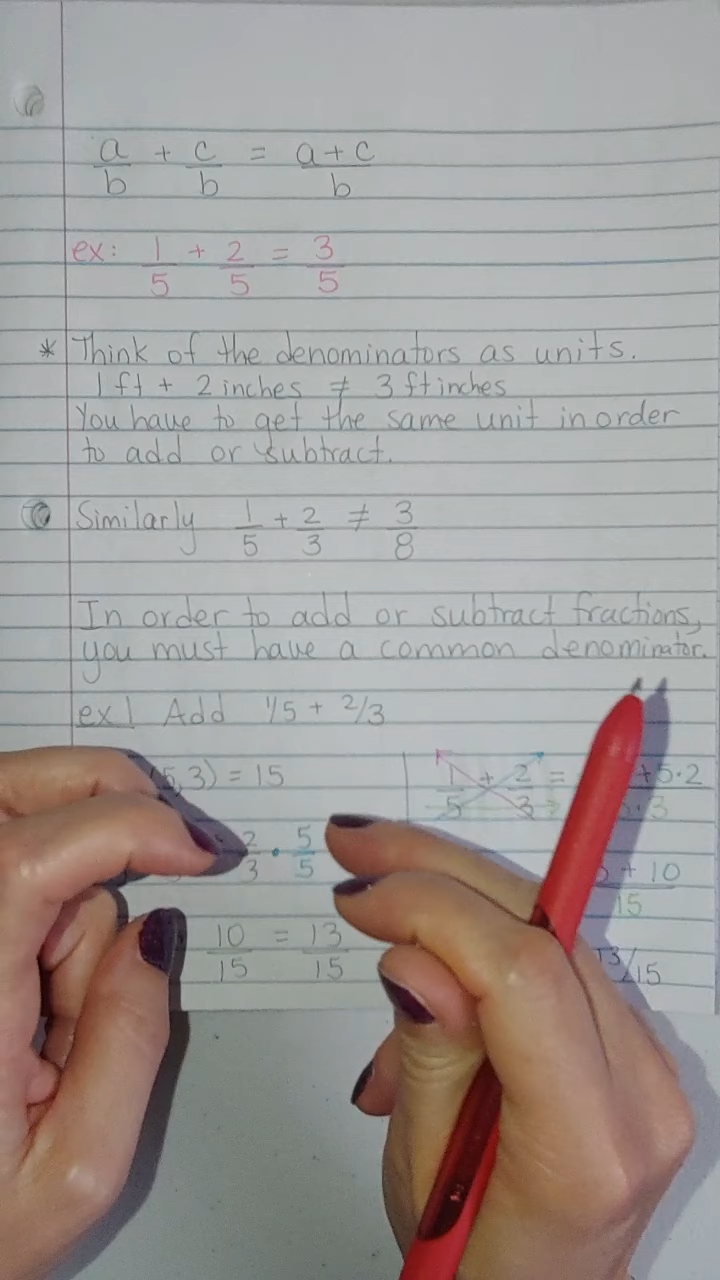 a/b + c/b = a+c/b
ex: 1/5 + 2/5 = 3/5
* Think of the denominators as units.
1 ft + 2 inches ≠ 3 ft inches
You have to get the same unit in order
to add or subtract.
Similarly 1/5 + 2/3 ≠ 3/8
In order to add or subtract fractions,
you must have a common denominator.
ex1 Add 1/5 + 2/3
(5,3) = 15
2/3 · 5/5
10/15 = 13/15
1/5 + 2/3 = +5·2 / ·3
+ 10 / 15
13/15